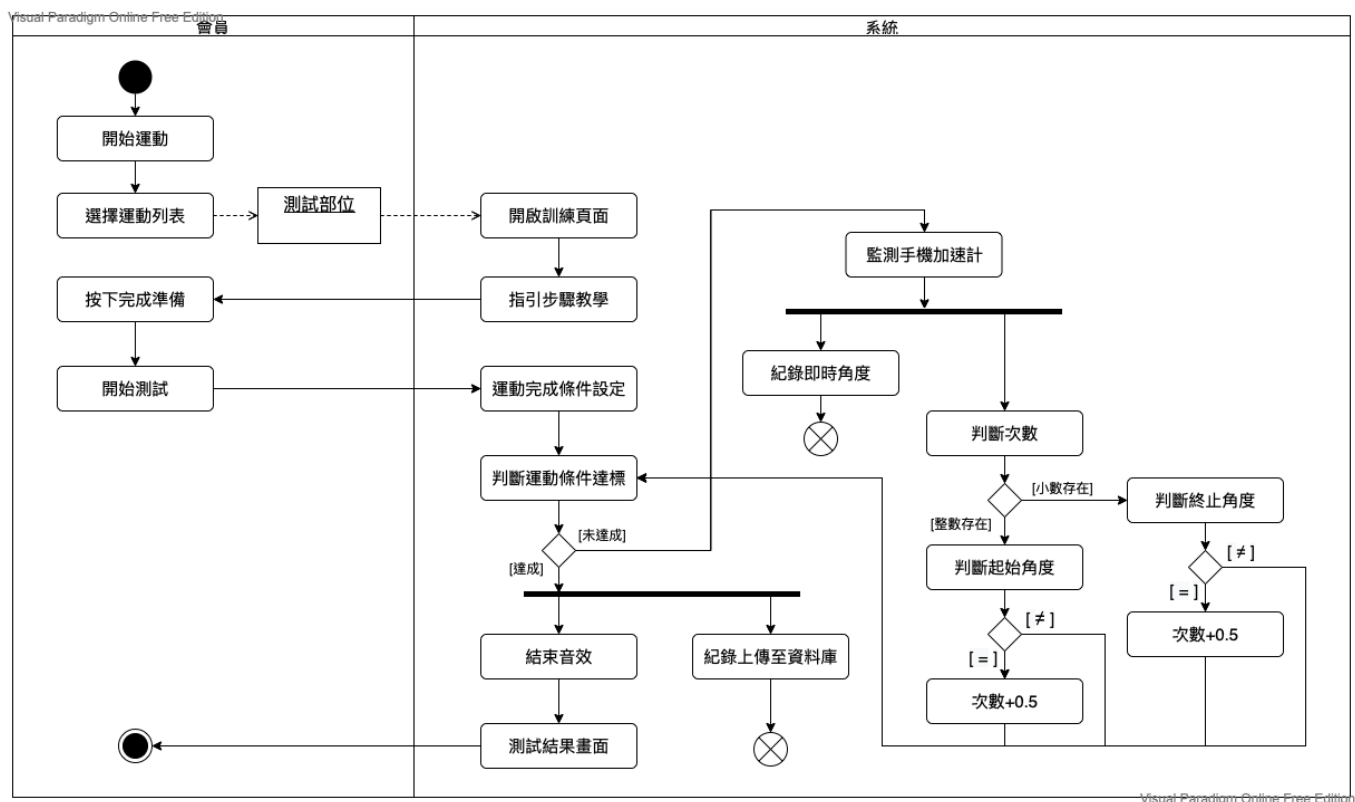 Visual Paradigm Online Free Edition
會員
系統
開始運動
選擇運動列表
測試部位
開啟訓練頁面
監測手機加速計
按下完成準備
指引步驟教學
紀錄即時角度
開始測試
運動完成條件設定
判斷次數
判斷運動條件達標
[小數存在]
判斷終止角度
[整數存在]
[未達成]
[達成]
判斷起始角度
[ ≠ ]
[ = ]
[ ≠ ]
次數+0.5
結束音效
紀錄上傳至資料庫
[ = ]
次數+0.5
測試結果畫面
Visual Paradigm Online Free Edition